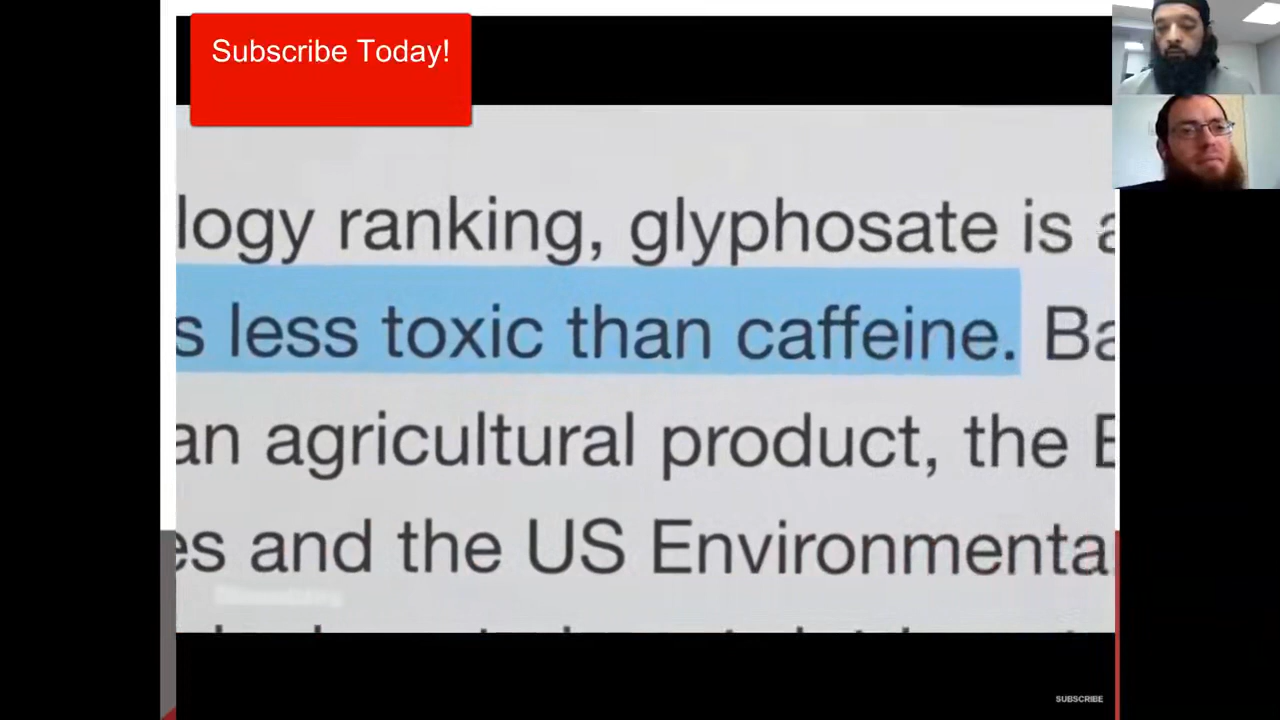 Subscribe Today!
logy ranking, glyphosate is a
s less toxic than caffeine. Ba
an agricultural product, the E
es and the US Environmenta
SUBSCRIBE